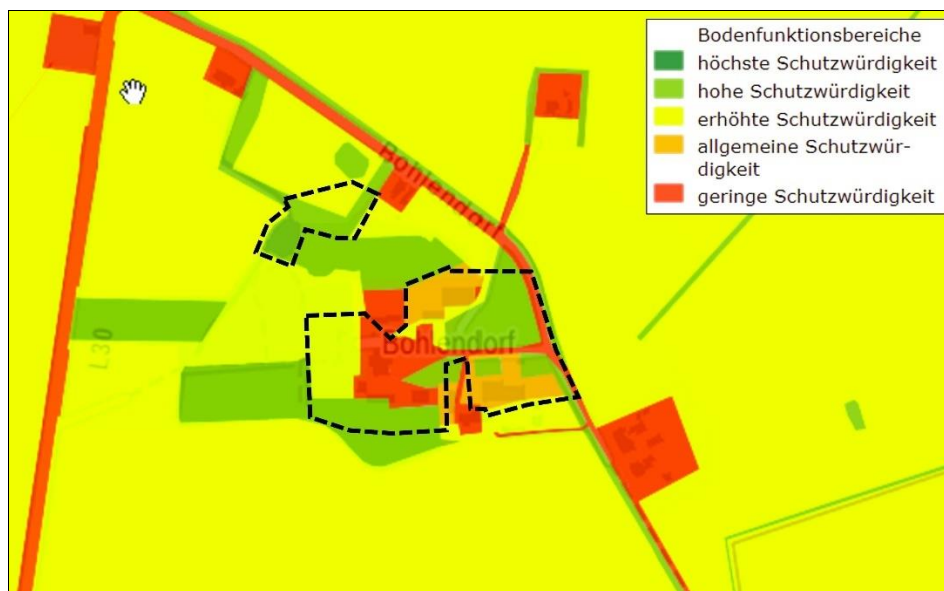 Bodenfunktionsbereiche
höchste Schutzwürdigkeit
hohe Schutzwürdigkeit
erhöhte Schutzwürdigkeit
allgemeine Schutzwür-
digkeit
geringe Schutzwürdigkeit
Bohlendorf
Bohlendorf
L30